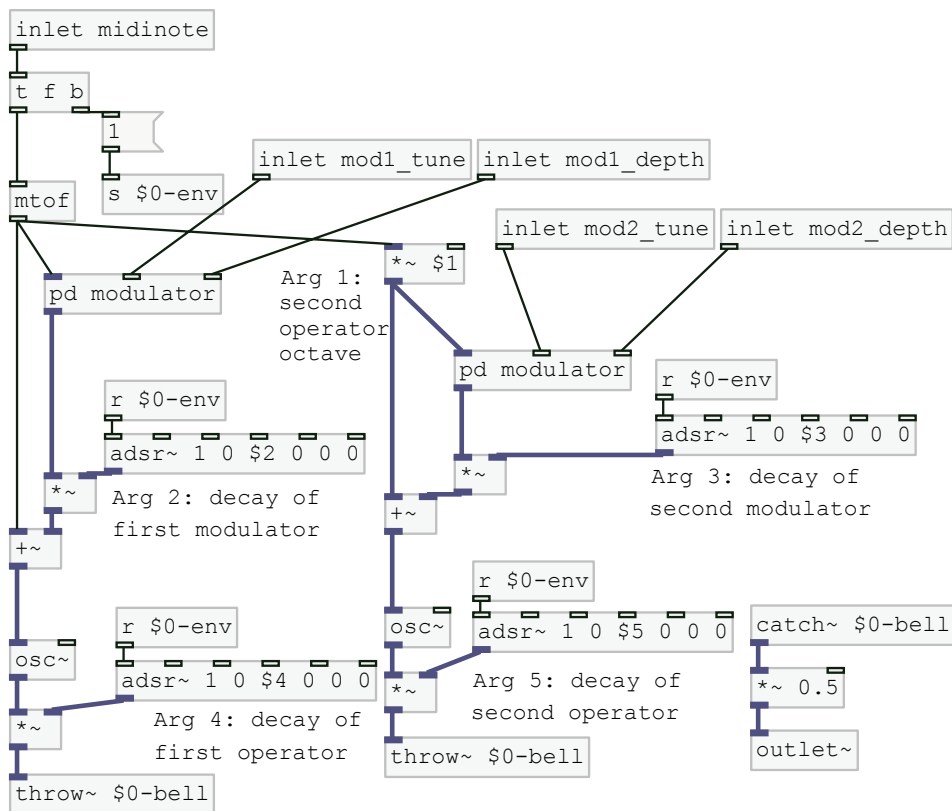 inlet midinote
t f b
1
s $0-env
mtof
inlet mod1_tune
inlet mod1_depth
inlet mod2_tune
inlet mod2_depth
*~ $1
Arg 1:
second
operator
octave
pd modulator
pd modulator
r $0-env
adsr~ 1 0 $2 0 0 0
r $0-env
adsr~ 1 0 $3 0 0 0
*~
Arg 2: decay of
first modulator
*~
Arg 3: decay of
second modulator
+~
+~
r $0-env
adsr~ 1 0 $5 0 0 0
osc~
osc~
r $0-env
adsr~ 1 0 $4 0 0 0
catch~ $0-bell
*~ 0.5
outlet~
*~
Arg 5: decay of
second operator
*~
Arg 4: decay of
first operator
throw~ $0-bell
throw~ $0-bell